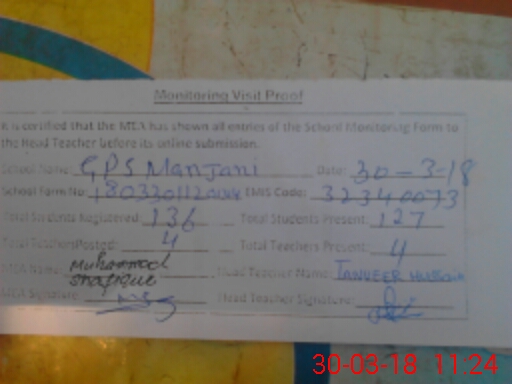 Monitoring Visit Proof
It is certified that the MEA has shown all entries of the School Monitoring Form to
the Head Teacher before its online submission.
School Name: GPS Manjani Date: 30-3-18
School Form No: EMIS Code: 32340073
Total Students Registered: 136 Total Students Present: 127
Total Teachers Posted: 4 Total Teachers Present: 4
MEA Name: Muhammad Shafique Head Teacher Name: TANVEER HUSSAIN
MEA Signature: Head Teacher Signature:
30-03-18 11:24